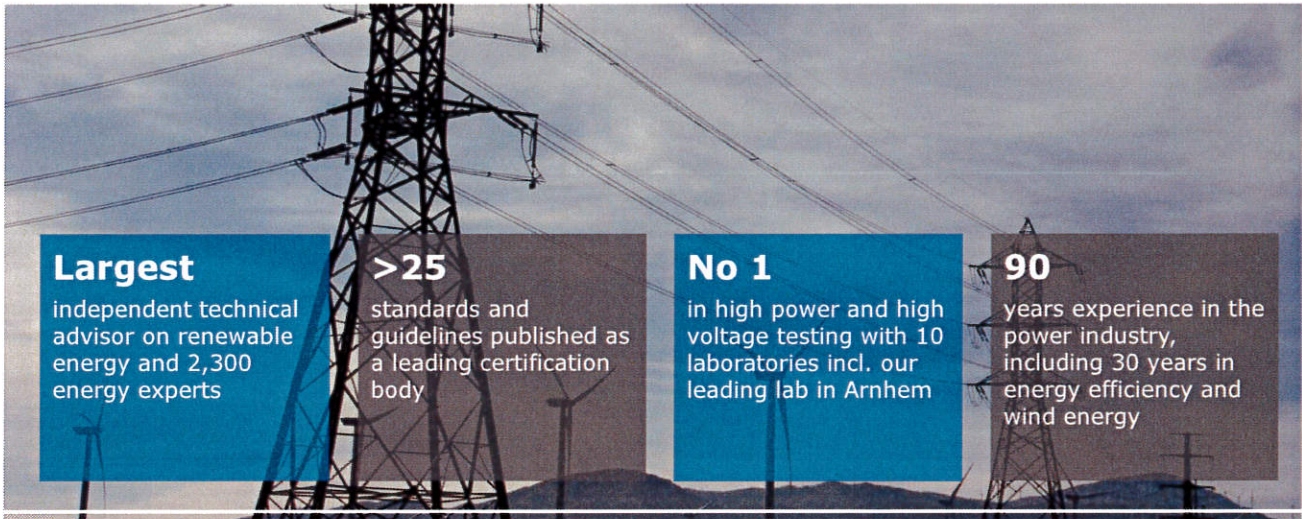 Largest
independent technical
advisor on renewable
energy and 2,300
energy experts
>25
standards and
guidelines published as
a leading certification
body
No 1
in high power and high
voltage testing with 10
laboratories incl. our
leading lab in Arnhem
90
years experience in the
power industry,
including 30 years in
energy efficiency and
wind energy